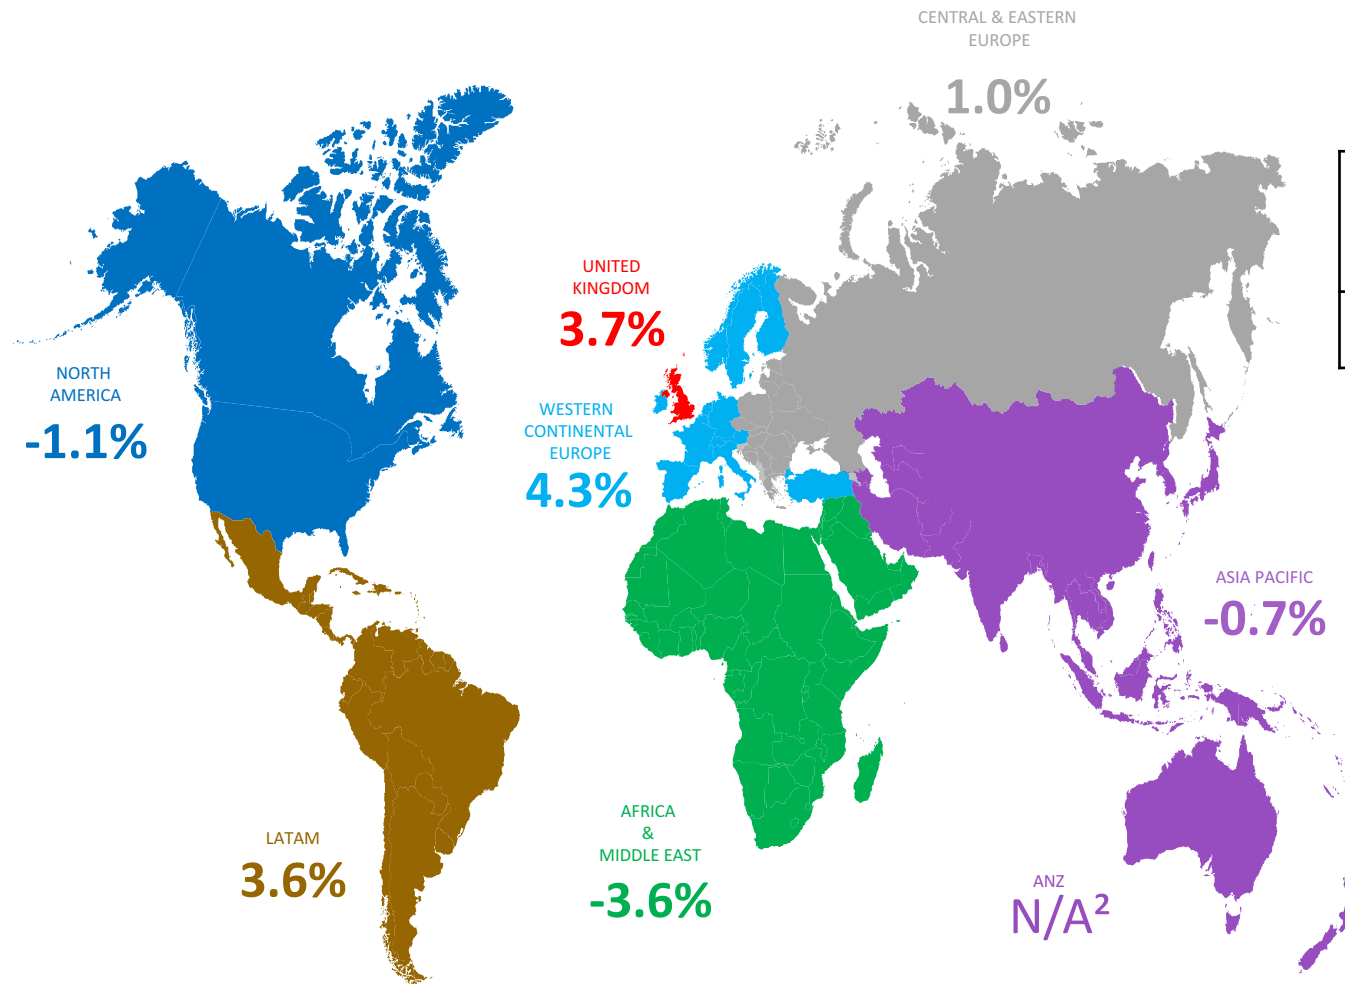 CENTRAL & EASTERN
EUROPE
1.0%
UNITED
KINGDOM
3.7%
NORTH
AMERICA
-1.1%
WESTERN
CONTINENTAL
EUROPE
4.3%
ASIA PACIFIC
-0.7%
LATAM
3.6%
AFRICA
&
MIDDLE EAST
-3.6%
ANZ
N/A²